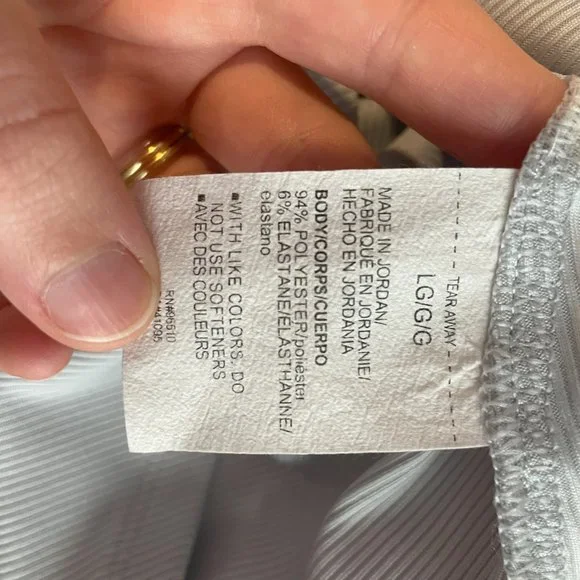 - - - TEAR AWAY - - - - -
LG/G/G
MADE IN JORDAN/
FABRIQUÉ EN JORDANIE/
HECHO EN JORDANIA
BODY/CORPS/CUERPO
94% POLYESTER/poliéster
6% ELASTANE/ÉLASTHANNE/
elastano
▪WITH LIKE COLORS. DO
NOT USE SOFTENERS
▪AVEC DES COULEURS